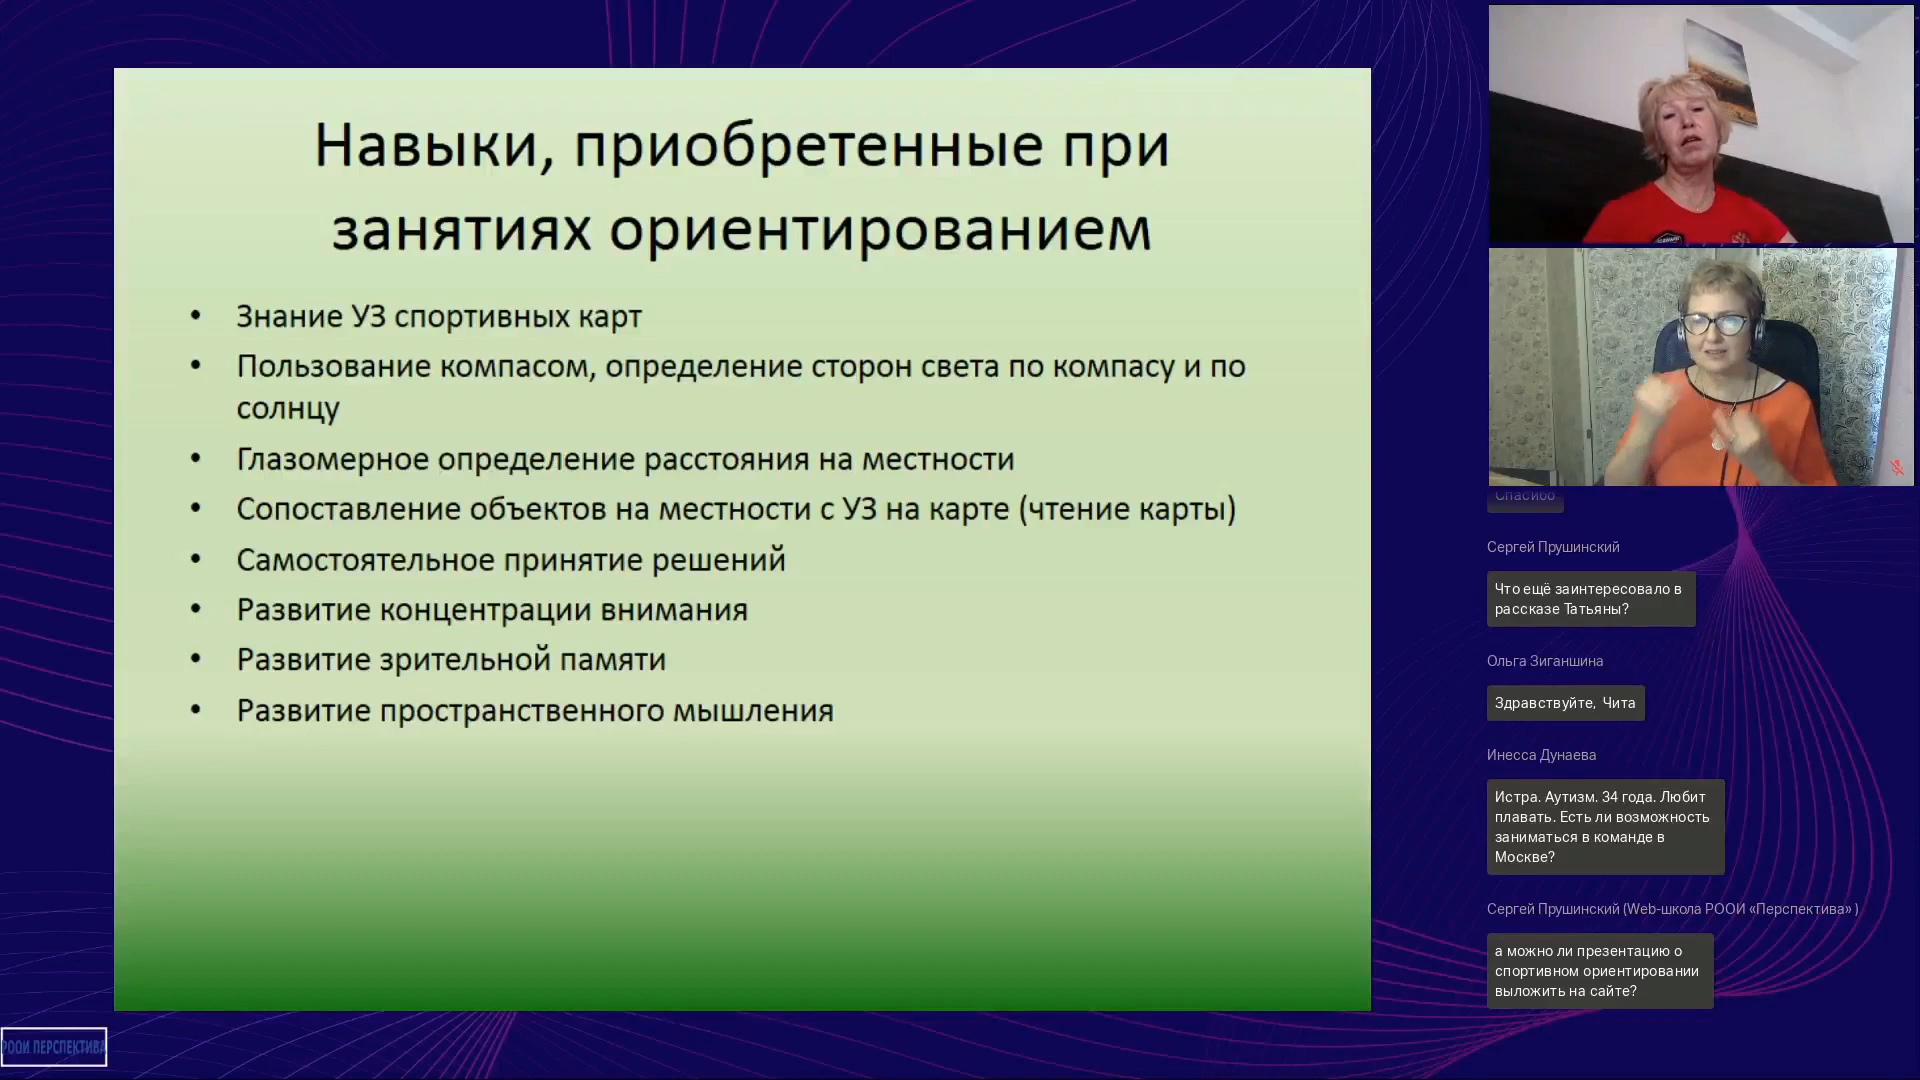 Навыки, приобретенные при
занятиях ориентированием
• Знание УЗ спортивных карт
• Пользование компасом, определение сторон света по компасу и по
солнцу
• Глазомерное определение расстояния на местности
• Сопоставление объектов на местности с УЗ на карте (чтение карты)
• Самостоятельное принятие решений
• Развитие концентрации внимания
• Развитие зрительной памяти
• Развитие пространственного мышления
Спасибо
Сергей Прушинский
Что ещё заинтересовало в
рассказе Татьяны?
Ольга Зиганшина
Здравствуйте, Чита
Инесса Дунаева
Истра. Аутизм. 34 года. Любит
плавать. Есть ли возможность
заниматься в команде в
Москве?
Сергей Прушинский (Web-школа РООИ «Перспектива» )
а можно ли презентацию о
спортивном ориентировании
выложить на сайте?
РООИ ПЕРСПЕКТИВА